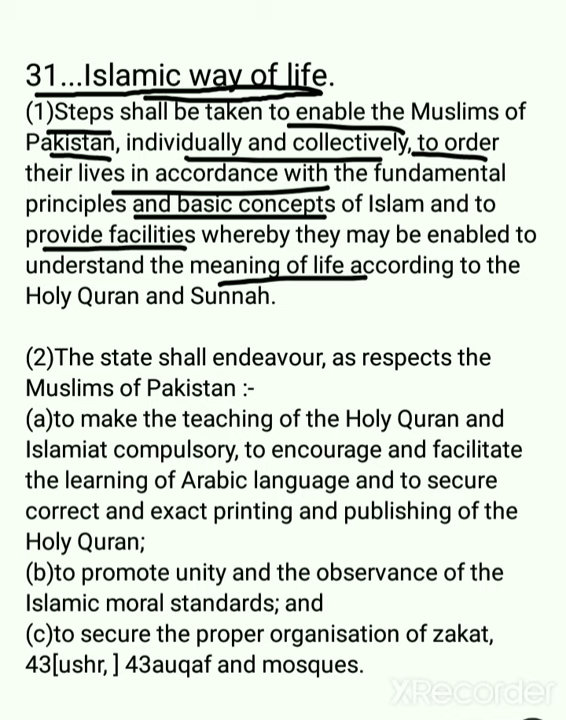 31...Islamic way of life.
(1)Steps shall be taken to enable the Muslims of
Pakistan, individually and collectively, to order
their lives in accordance with the fundamental
principles and basic concepts of Islam and to
provide facilities whereby they may be enabled to
understand the meaning of life according to the
Holy Quran and Sunnah.
(2)The state shall endeavour, as respects the
Muslims of Pakistan :-
(a)to make the teaching of the Holy Quran and
Islamiat compulsory, to encourage and facilitate
the learning of Arabic language and to secure
correct and exact printing and publishing of the
Holy Quran;
(b)to promote unity and the observance of the
Islamic moral standards; and
(c)to secure the proper organisation of zakat,
43[ushr, ] 43auqaf and mosques.
XRecorder